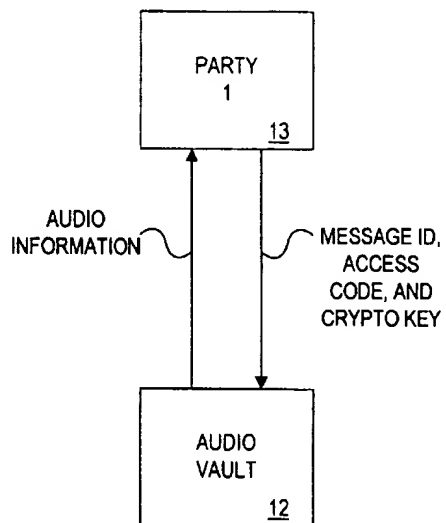 PARTY
1
13
AUDIO
INFORMATION
MESSAGE ID,
ACCESS
CODE, AND
CRYPTO KEY
AUDIO
VAULT
12